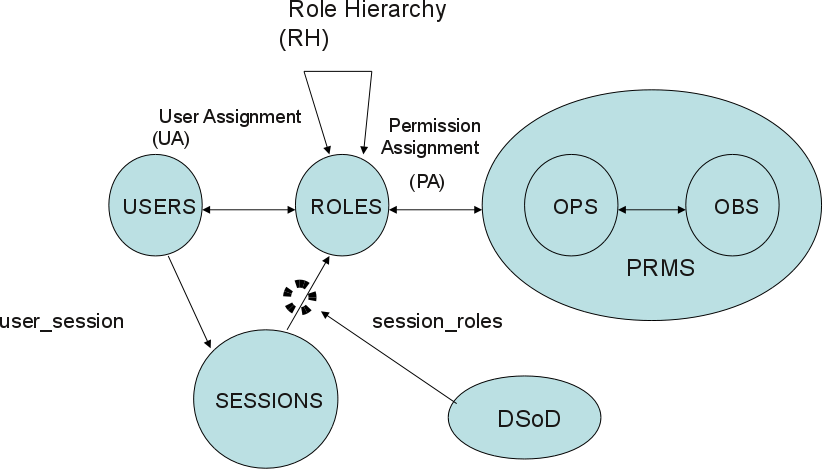 Role Hierarchy
(RH)
User Assignment
(UA)
Permission
Assignment
(PA)
USERS
ROLES
OPS
OBS
PRMS
user_session
session_roles
SESSIONS
DSoD